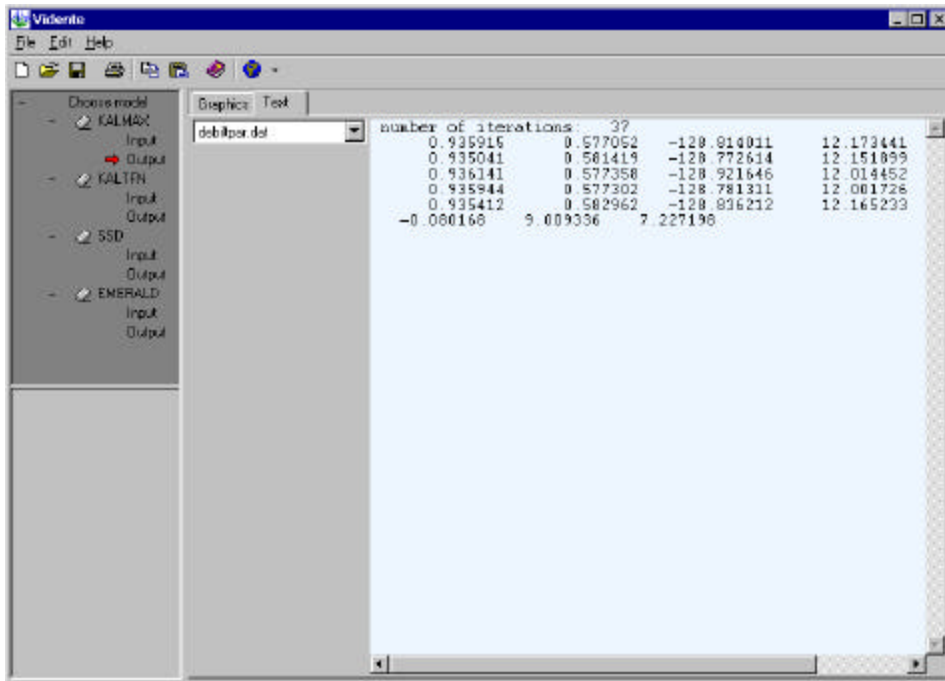 Vidente
File Edit Help
Choose model
KALMAX
Input
Output
KALTFN
Input
Output
SSD
Input
Output
EMERALD
Input
Output
Graphics Text
debiltpar.dat
number of iterations: 37
0.935915 0.577052 -128.814011 12.173441
0.935041 0.581419 -128.772614 12.151899
0.936141 0.577358 -128.921646 12.014452
0.935944 0.577302 -128.781311 12.001726
0.935412 0.582962 -128.836212 12.165233
-0.080168 9.009336 7.227198